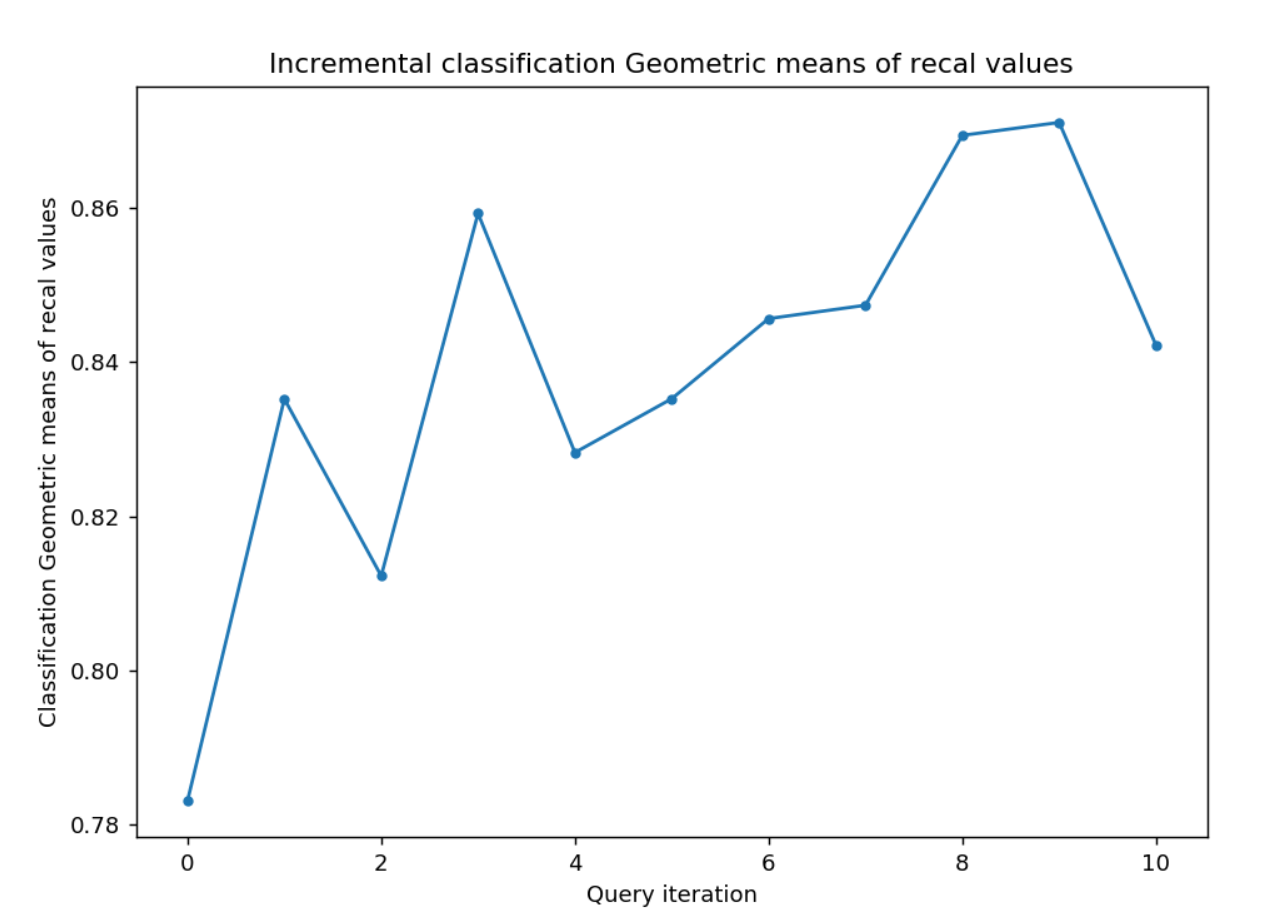 Incremental classification Geometric means of recal values
Classification Geometric means of recal values
0.86
0.84
0.82
0.80
0.78
0 2 4 6 8 10
Query iteration